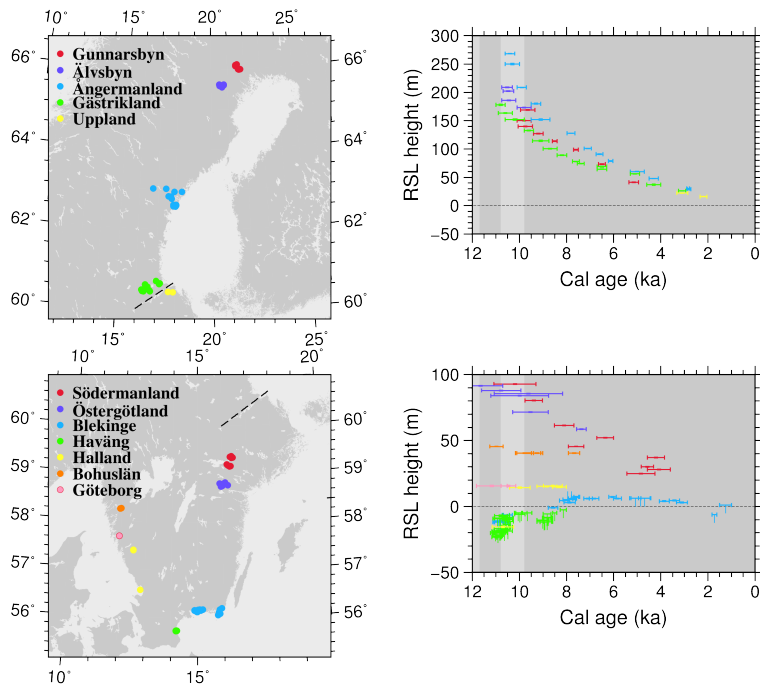 10° 15° 20° 25°
66° 66°
Gunnarsbyn
Älvsbyn
Ångermanland
Gästrikland
Uppland
64° 64°
62° 62°
60° 60°
15° 20° 25°
300
250
200
150
100
50
0
−50
RSL height (m)
12 10 8 6 4 2 0
Cal age (ka)
10° 15° 20°
Södermanland
Östergötland
Blekinge
Haväng
Halland
Bohuslän
Göteborg
60° 60°
59° 59°
58° 58°
57° 57°
56° 56°
10° 15°
100
50
0
−50
RSL height (m)
12 10 8 6 4 2 0
Cal age (ka)